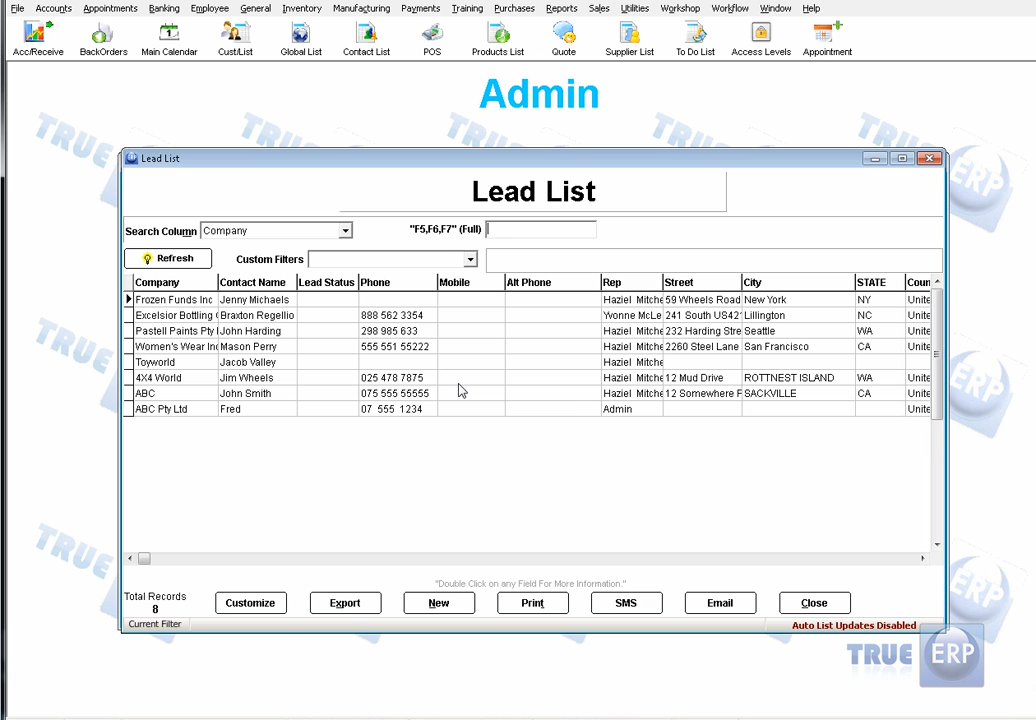 File Accounts Appointments Banking Employee General Inventory Manufacturing Payments Training Purchases Reports Sales Utilities Workshop Workflow Window Help
Acc/Receive BackOrders Main Calendar Cust/List Global List Contact List POS Products List Quote Supplier List To Do List Access Levels Appointment
Admin
TRUE TRUE TRUE TRUE TRUE ERP
Lead List
Lead List
Search Column Company "F5,F6,F7" (Full)
Refresh Custom Filters
Company Contact Name Lead Status Phone Mobile Alt Phone Rep Street City STATE Coun
Frozen Funds Inc Jenny Michaels Haziel Mitche 59 Wheels Road New York NY Unite
Excelsior Bottling Braxton Regellio 888 562 3354 Yvonne McLe 241 South US42 Lillington NC Unite
Pastell Paints Pty John Harding 298 985 633 Haziel Mitche 232 Harding Stre Seattle WA Unite
Women's Wear Inc Mason Perry 555 551 55222 Haziel Mitche 2260 Steel Lane San Francisco CA Unite
Toyworld Jacob Valley Haziel Mitche
4X4 World Jim Wheels 025 478 7875 Haziel Mitche 12 Mud Drive ROTTNEST ISLAND WA Unite
ABC John Smith 075 555 55555 Haziel Mitche 12 Somewhere SACKVILLE CA Unite
ABC Pty Ltd Fred 07 555 1234 Admin Unite
TRUE
"Double Click on any Field For More Information."
Total Records
8
Customize Export New Print SMS Email Close
Current Filter Auto List Updates Disabled
TRUE ERP